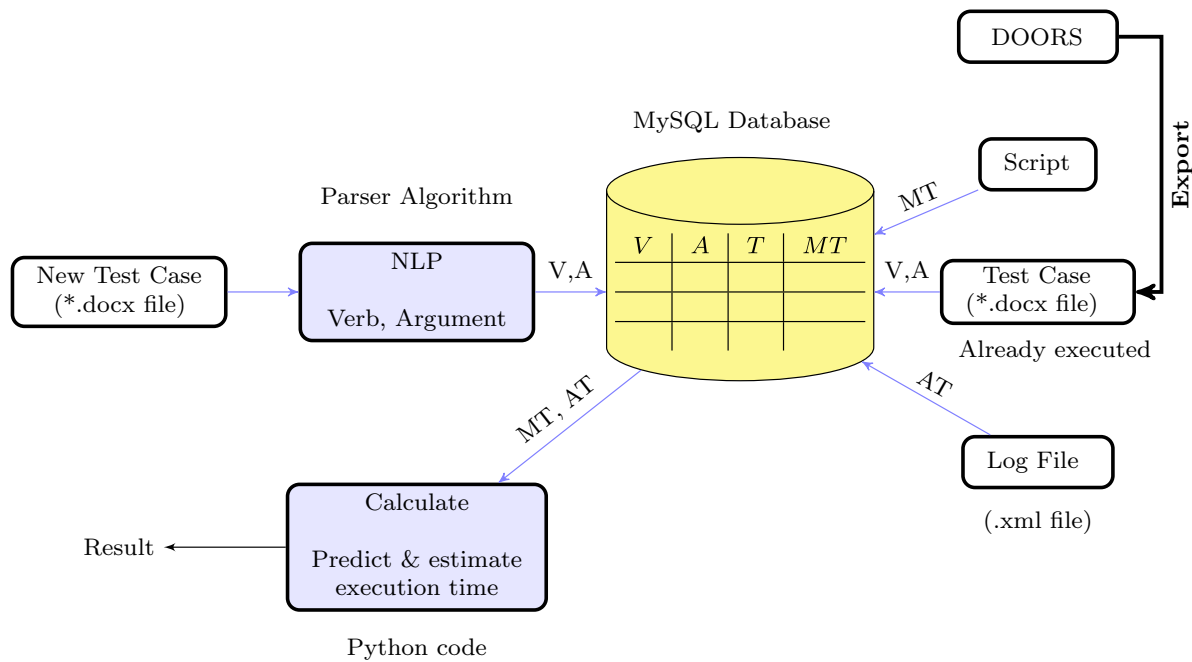 DOORS
Export
MySQL Database
Script
MT
Parser Algorithm
V A T MT
New Test Case
(*.docx file)
NLP
Verb, Argument
V,A
V,A
Test Case
(*.docx file)
Already executed
MT, AT
AT
Log File
(.xml file)
Calculate
Predict & estimate
execution time
Result
Python code